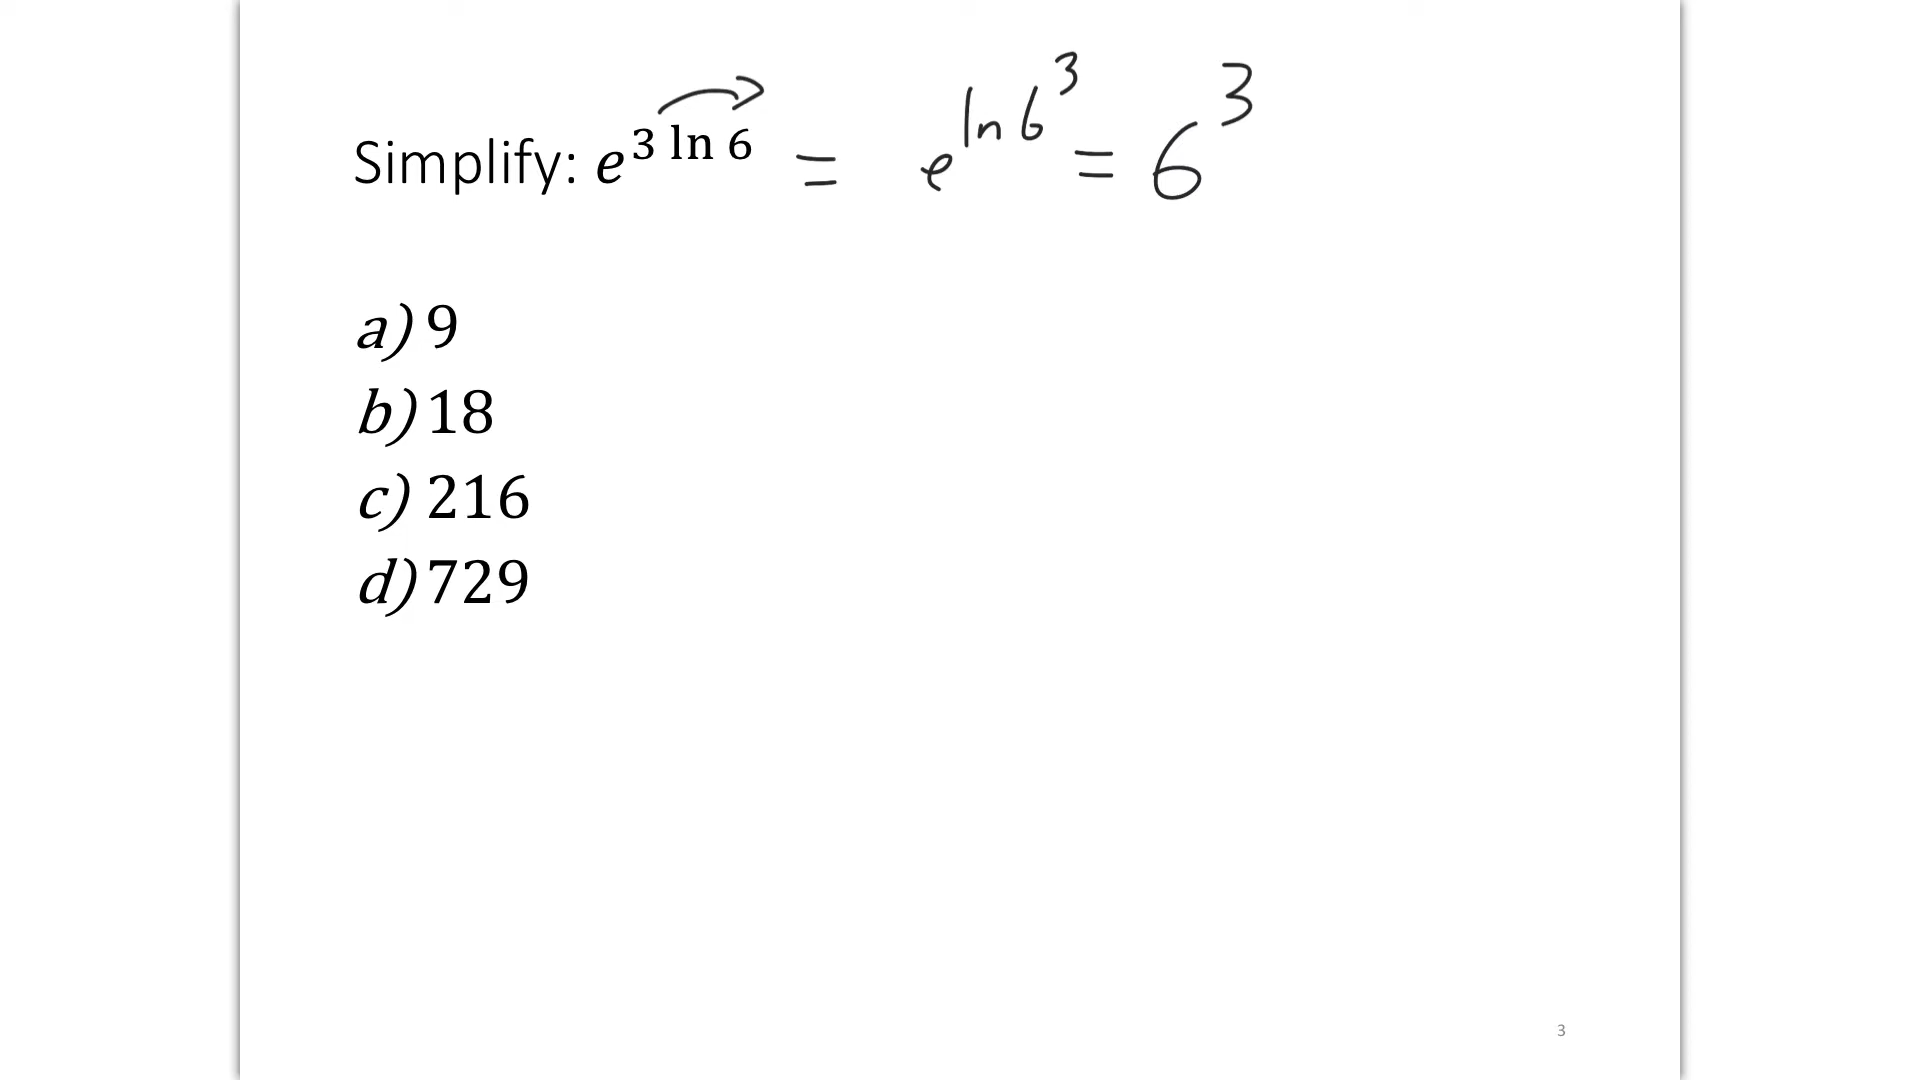 Simplify: e^{3 ln 6} = e^{ln 6^3} = 6^3
a) 9
b) 18
c) 216
d) 729
3